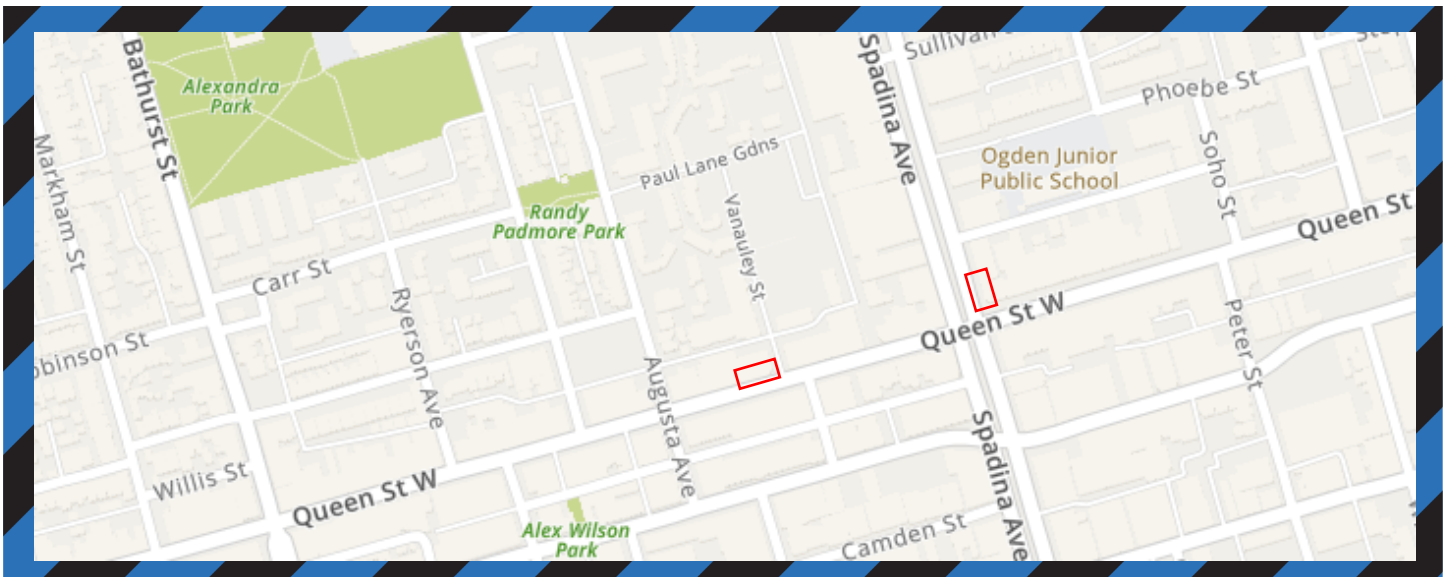 Bathurst St
Alexandra
Park
Markham St
Spadina Ave
Phoebe St
Soho St
Ogden Junior
Public School
Paul Lane Gdns
Vanauley St
Randy
Padmore Park
Queen St
Carr St
Ryerson Ave
Queen St W
Peter St
Augusta Ave
Willis St
Queen St W
Spadina Ave
Alex Wilson
Park
Camden St